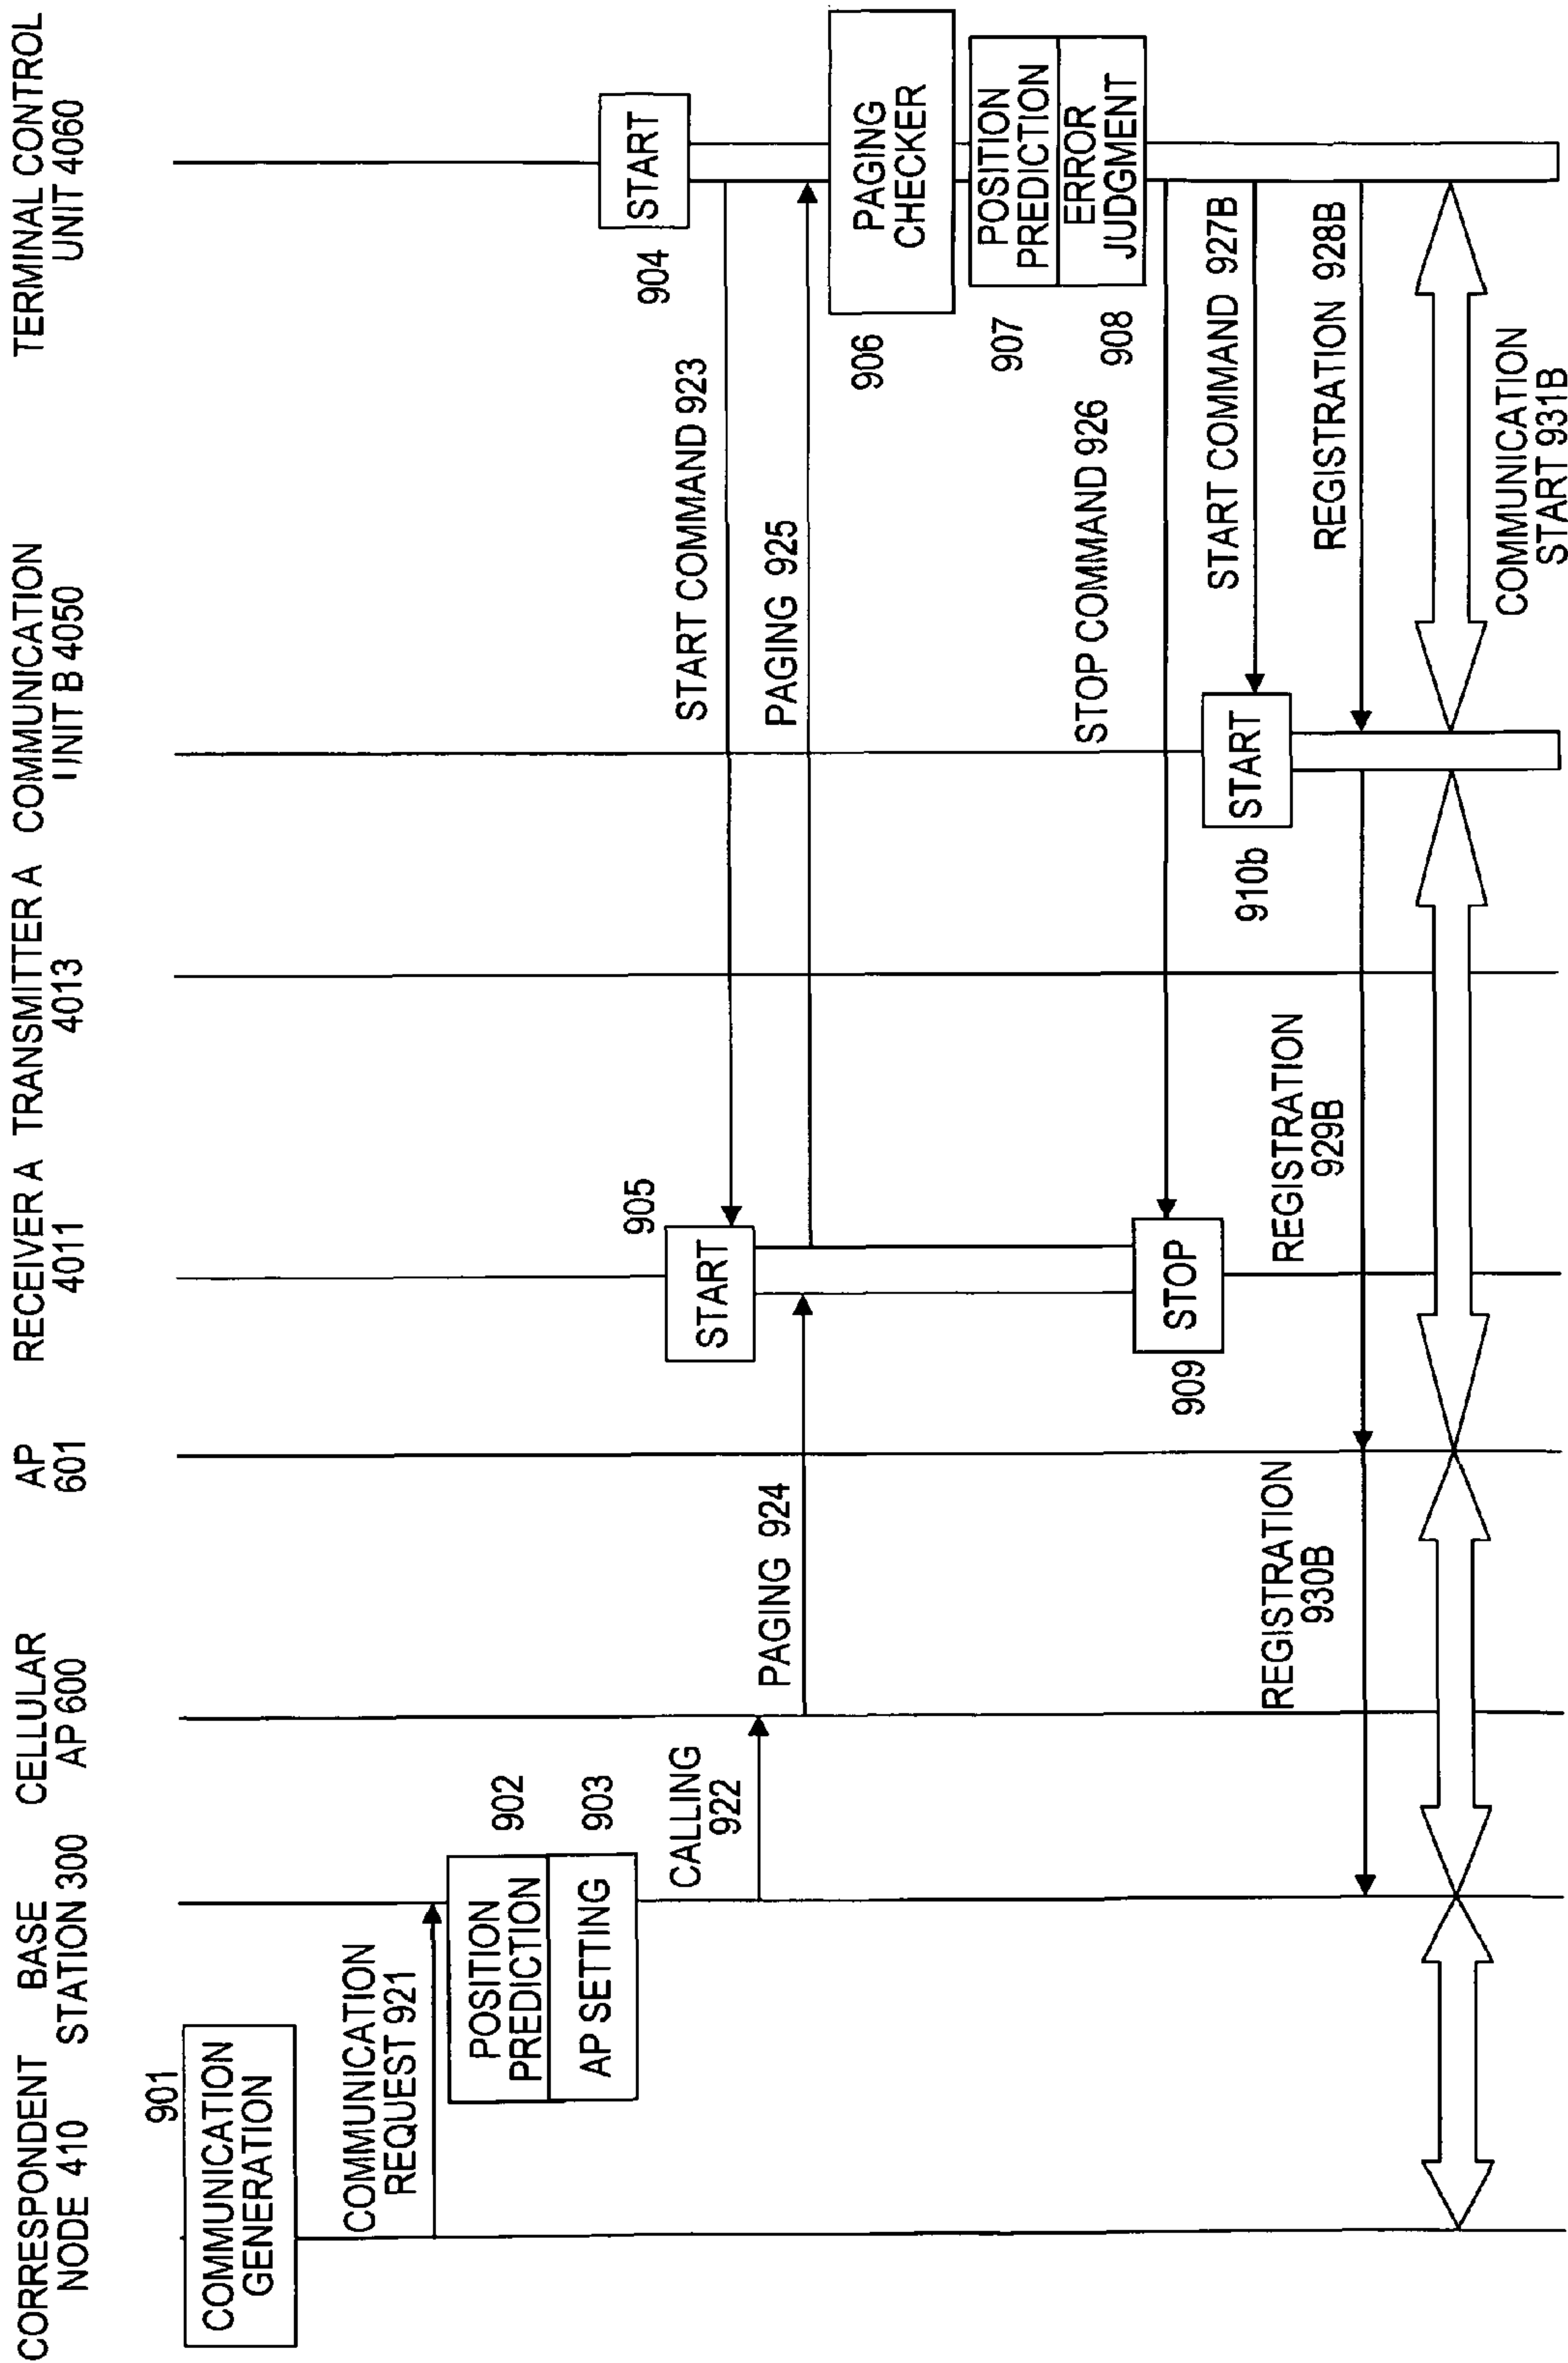 CORRESPONDENT
NODE 410
BASE
STATION 300
CELLULAR
AP 600
AP
601
RECEIVER A
4011
TRANSMITTER A
4013
COMMUNICATION
UNIT B 4050
TERMINAL CONTROL
UNIT 4060
901
COMMUNICATION
GENERATION
COMMUNICATION
REQUEST 921
POSITION
PREDICTION
902
AP SETTING
903
START
904
START COMMAND 923
905
START
CALLING
922
PAGING 924
PAGING 925
PAGING
CHECKER
906
POSITION
PREDICTION
907
ERROR
JUDGMENT
908
STOP COMMAND 926
STOP
909
START COMMAND 927B
START
910b
REGISTRATION 928B
REGISTRATION
929B
REGISTRATION
930B
COMMUNICATION
START 931B